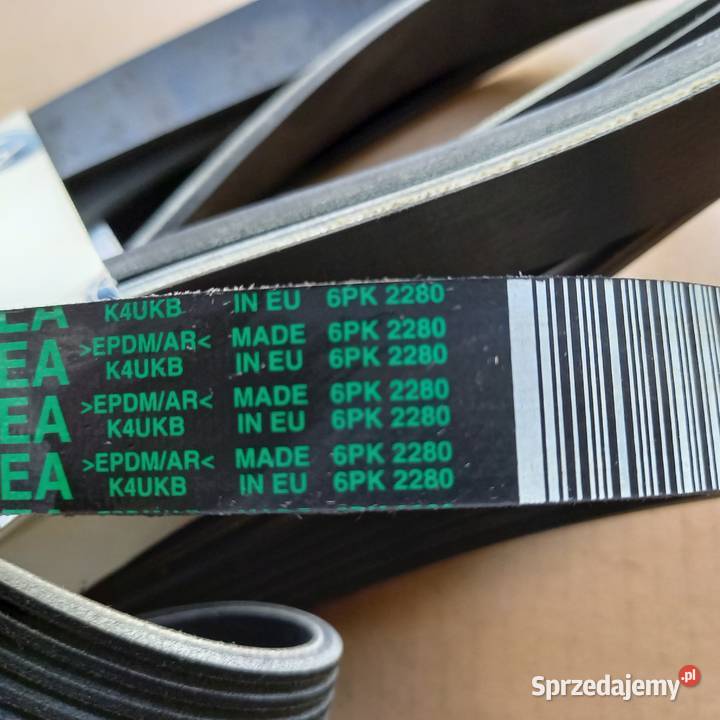 EA K4UKB IN EU 6PK 2280
EA >EPDM/AR< MADE 6PK 2280
K4UKB IN EU 6PK 2280
EA >EPDM/AR< MADE 6PK 2280
K4UKB IN EU 6PK 2280
EA >EPDM/AR< MADE 6PK 2280
K4UKB IN EU 6PK 2280
Sprzedajemy.pl